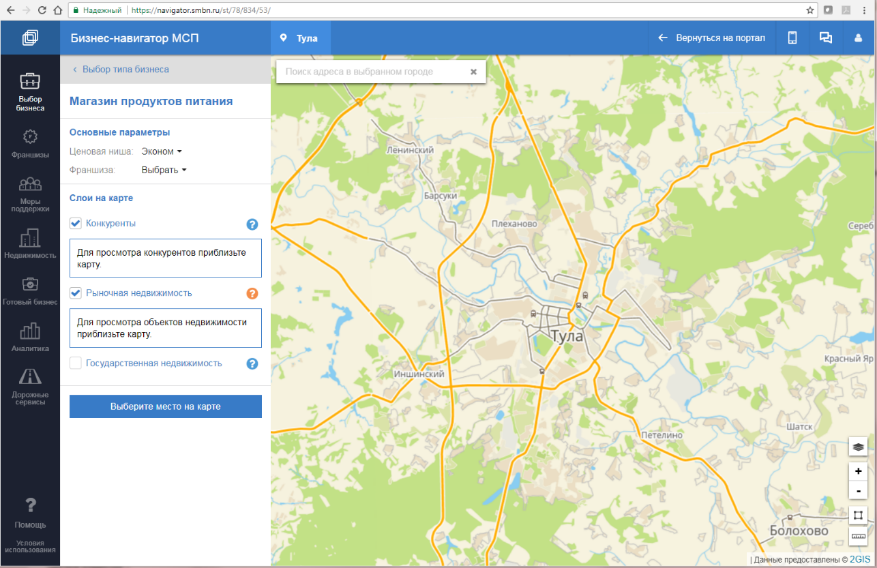 Надежный
https://navigator.smbn.ru/st/78/834/53/
Бизнес-навигатор МСП
Тула
Вернуться на портал
Выбор бизнеса
Франшизы
Меры поддержки
Недвижимость
Готовый бизнес
Аналитика
Дорожные сервисы
?
Помощь
Условия использования
‹ Выбор типа бизнеса
Магазин продуктов питания
Основные параметры
Ценовая ниша: Эконом
Франшиза: Выбрать
Слои на карте
Конкуренты ?
Для просмотра конкурентов приблизьте
карту.
Рыночная недвижимость ?
Для просмотра объектов недвижимости
приблизьте карту.
Государственная недвижимость ?
Выберите место на карте
Поиск адреса в выбранном городе
Ленинский
Барсуки
Плеханово
Сереб
Тула
Красный Яр
Иншинский
Шатск
Петелино
Болохово
+
-
| Данные предоставлены © 2GIS